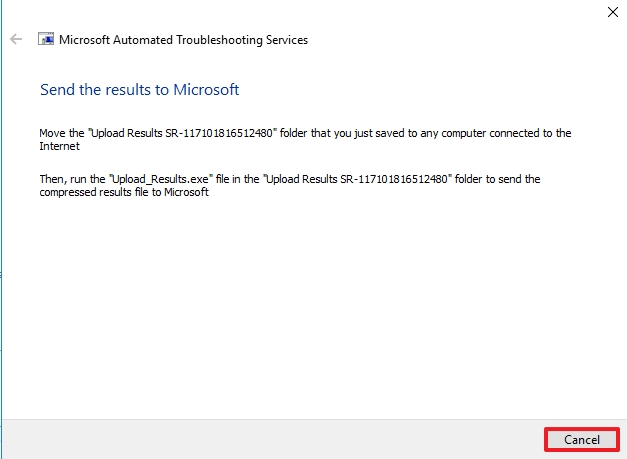 Microsoft Automated Troubleshooting Services
Send the results to Microsoft
Move the "Upload Results SR-117101816512480" folder that you just saved to any computer connected to the
Internet
Then, run the "Upload_Results.exe" file in the "Upload Results SR-117101816512480" folder to send the
compressed results file to Microsoft
Cancel